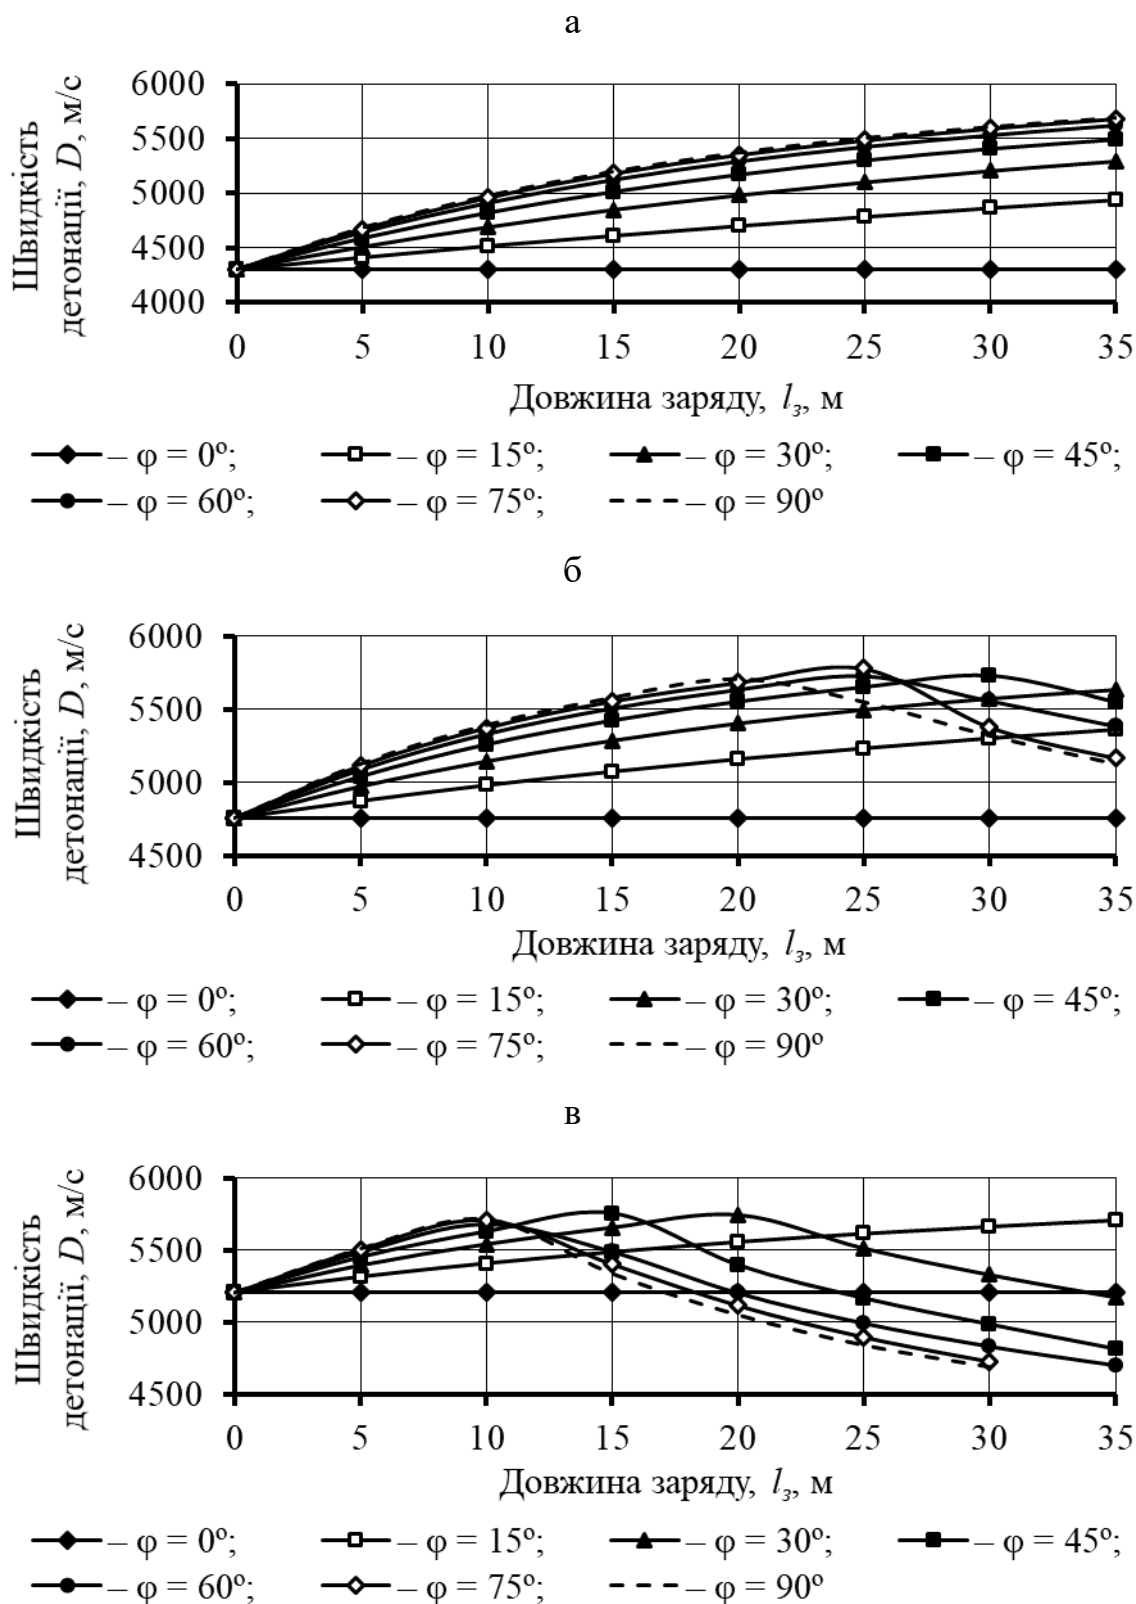 а
Швидкість
детонації, D, м/с
6000
5500
5000
4500
4000
0 5 10 15 20 25 30 35
Довжина заряду, lз, м
– φ = 0º; – φ = 15º; – φ = 30º; – φ = 45º;
– φ = 60º; – φ = 75º; – φ = 90º
б
Швидкість
детонації, D, м/с
6000
5500
5000
4500
0 5 10 15 20 25 30 35
Довжина заряду, lз, м
– φ = 0º; – φ = 15º; – φ = 30º; – φ = 45º;
– φ = 60º; – φ = 75º; – φ = 90º
в
Швидкість
детонації, D, м/с
6000
5500
5000
4500
0 5 10 15 20 25 30 35
Довжина заряду, lз, м
– φ = 0º; – φ = 15º; – φ = 30º; – φ = 45º;
– φ = 60º; – φ = 75º; – φ = 90º